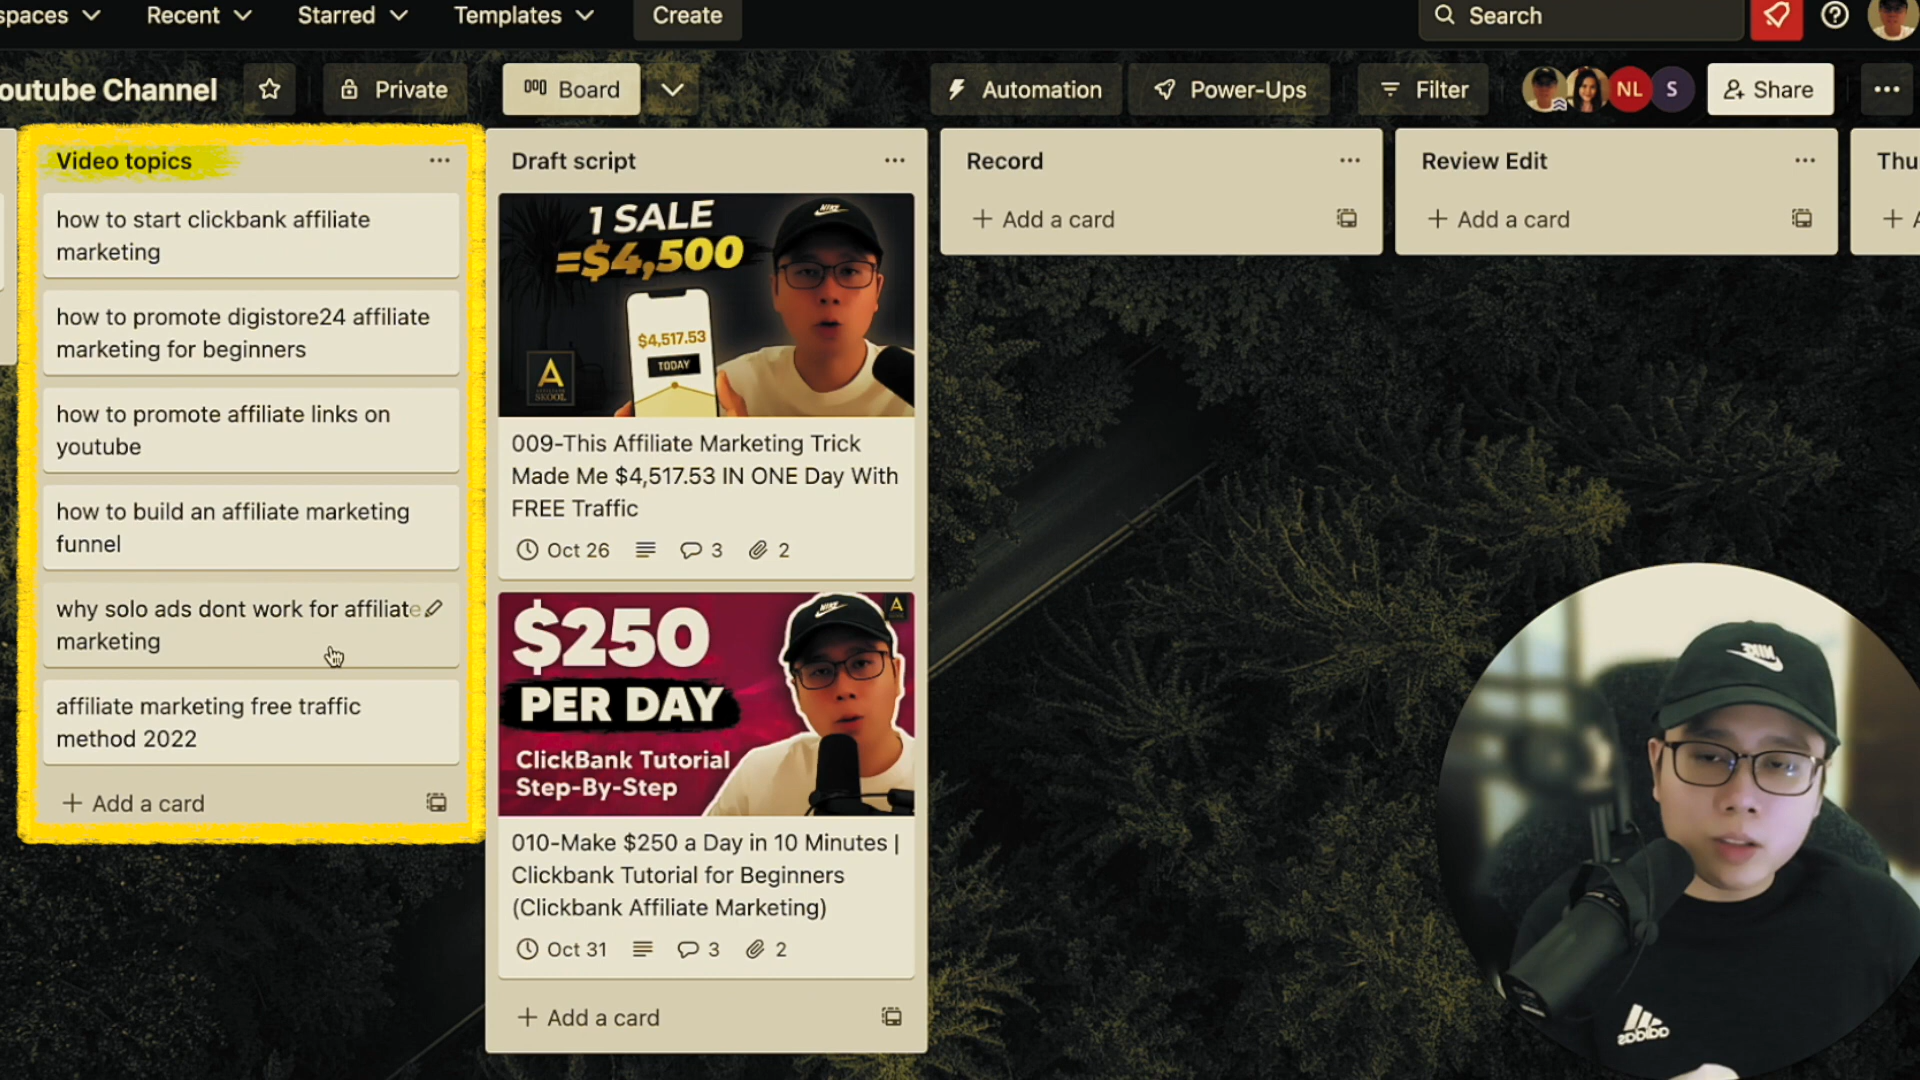 spaces
Recent
Starred
Templates
Create
Search
outube Channel
Private
Board
Automation
Power-Ups
Filter
NL
S
Share
Video topics
how to start clickbank affiliate
marketing
how to promote digistore24 affiliate
marketing for beginners
how to promote affiliate links on
youtube
how to build an affiliate marketing
funnel
why solo ads dont work for affiliate
marketing
affiliate marketing free traffic
method 2022
+ Add a card
Draft script
1 SALE
=$4,500
$4,517.53
TODAY
A
SKOOL
009-This Affiliate Marketing Trick
Made Me $4,517.53 IN ONE Day With
FREE Traffic
Oct 26
3
2
$250
PER DAY
ClickBank Tutorial
Step-By-Step
A
010-Make $250 a Day in 10 Minutes |
Clickbank Tutorial for Beginners
(Clickbank Affiliate Marketing)
Oct 31
3
2
+ Add a card
Record
+ Add a card
Review Edit
+ Add a card
Thu
+ A